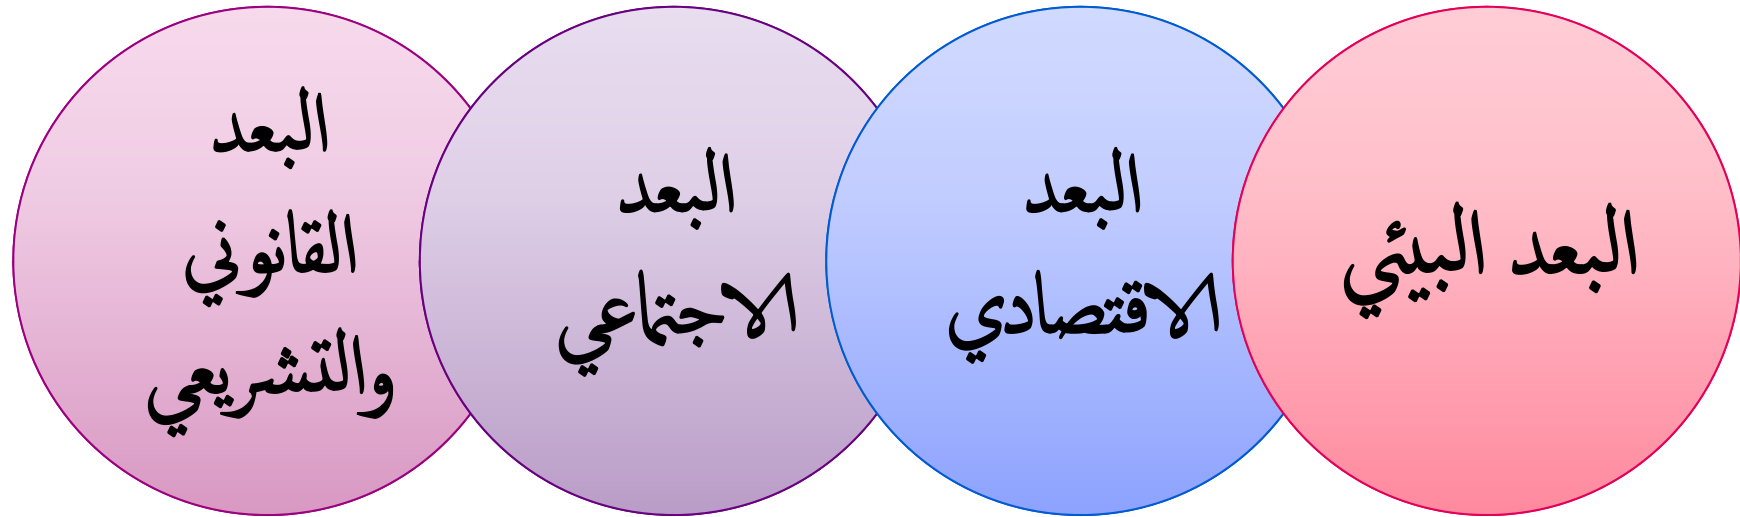 البعد البيئي
البعد
الاقتصادي
البعد
الاجتماعي
البعد
القانوني
والتشريعي